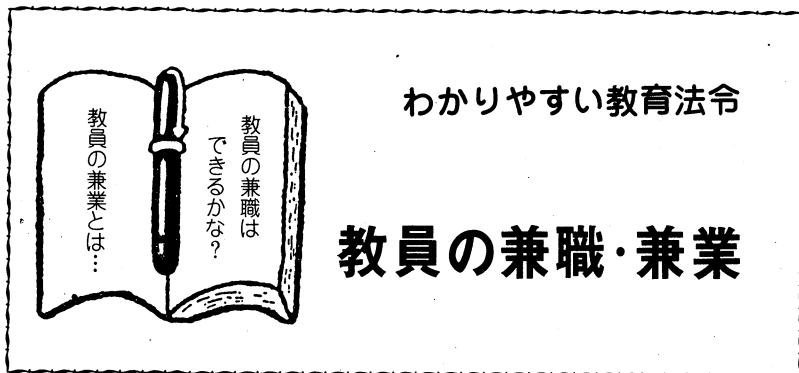 わかりやすい教育法令
教員の兼職・兼業
教員の兼職は
できるかな?
教員の兼業とは…